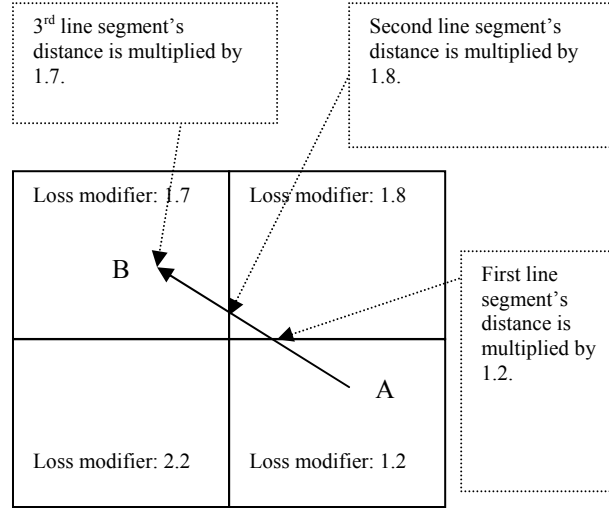 3rd line segment’s
distance is multiplied by
1.7.
Second line segment’s
distance is multiplied by
1.8.
Loss modifier: 1.7
Loss modifier: 1.8
B
First line
segment’s
distance is
multiplied by
1.2.
A
Loss modifier: 2.2
Loss modifier: 1.2